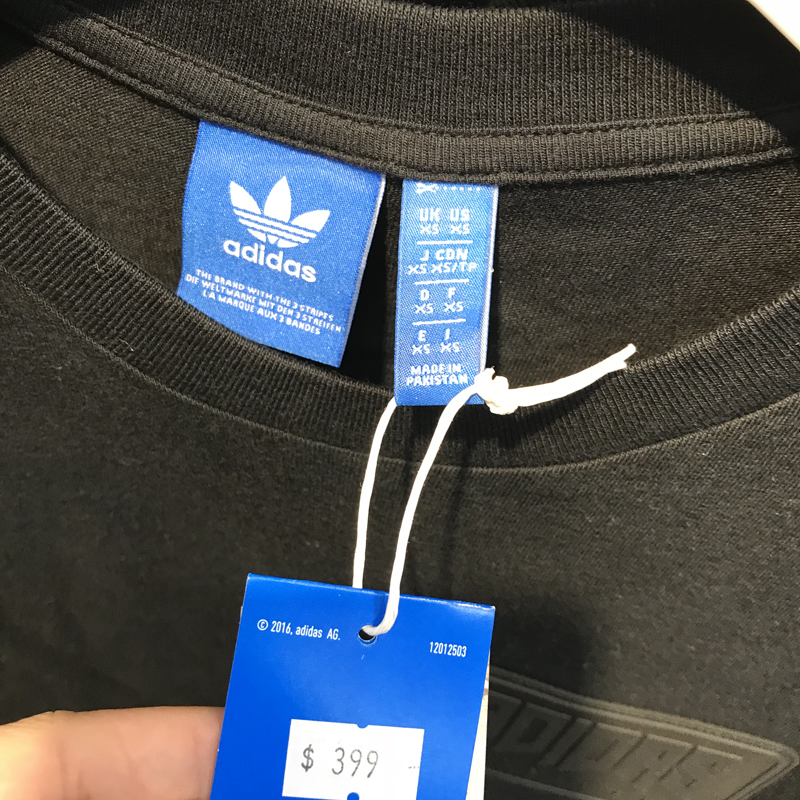 adidas
THE BRAND WITH THE 3 STRIPES
DIE WELTMARKE MIT DEN 3 STREIFEN
LA MARQUE AUX 3 BANDES
UK US
XS XS
J CDN
XS XS/TP
D F
XS XS
E I
XS XS
MADE IN
PAKISTAN
© 2016, adidas AG.
12012503
$ 399
ADIDAS